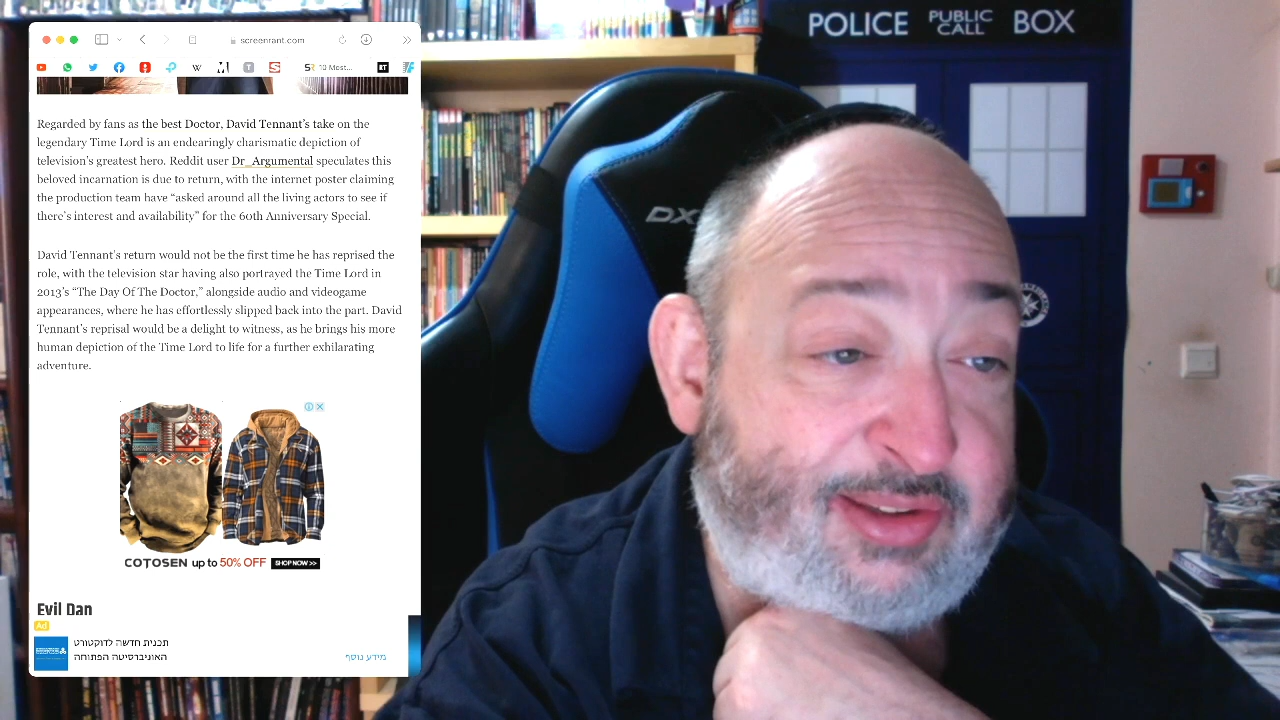 POLICE PUBLIC CALL BOX
screenrant.com
SR 10 Most...
Regarded by fans as the best Doctor, David Tennant's take on the
legendary Time Lord is an endearingly charismatic depiction of
television's greatest hero. Reddit user Dr_Argumental speculates this
beloved incarnation is due to return, with the internet poster claiming
the production team have “asked around all the living actors to see if
there's interest and availability” for the 60th Anniversary Special.
David Tennant's return would not be the first time he has reprised the
role, with the television star having also portrayed the Time Lord in
2013's “The Day Of The Doctor,” alongside audio and videogame
appearances, where he has effortlessly slipped back into the part. David
Tennant's reprisal would be a delight to witness, as he brings his more
human depiction of the Time Lord to life for a further exhilarating
adventure.
COTOSEN up to 50% OFF SHOP NOW >>
Evil Dan
Ad
תכנית חדשה לדוקטורט
האוניברסיטה הפתוחה
מידע נוסף